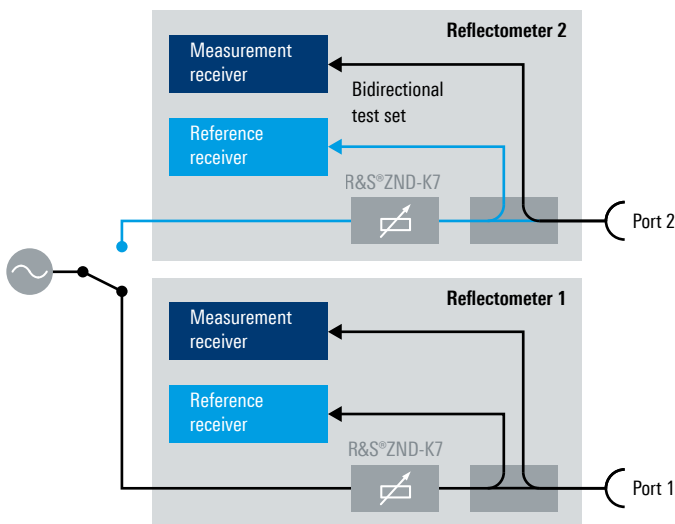 Reflectometer 2
Measurement
receiver
Bidirectional
test set
Reference
receiver
R&S®ZND-K7
Port 2
Reflectometer 1
Measurement
receiver
Reference
receiver
R&S®ZND-K7
Port 1